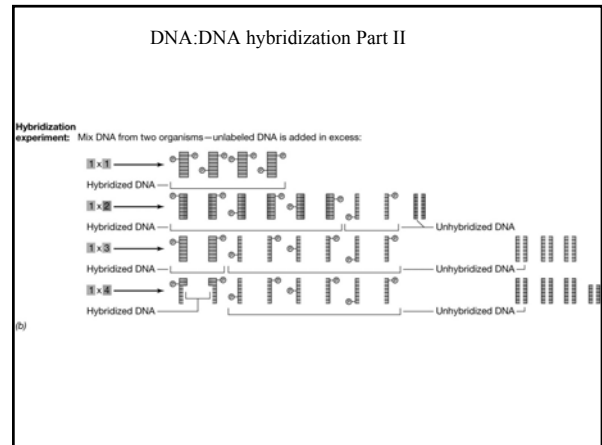 DNA:DNA hybridization Part II
Hybridization
experiment: Mix DNA from two organisms—unlabeled DNA is added in excess:
1 x 1
Hybridized DNA
1 x 2
Hybridized DNA
Unhybridized DNA
1 x 3
Hybridized DNA
Unhybridized DNA
1 x 4
Hybridized DNA
Unhybridized DNA
(b)